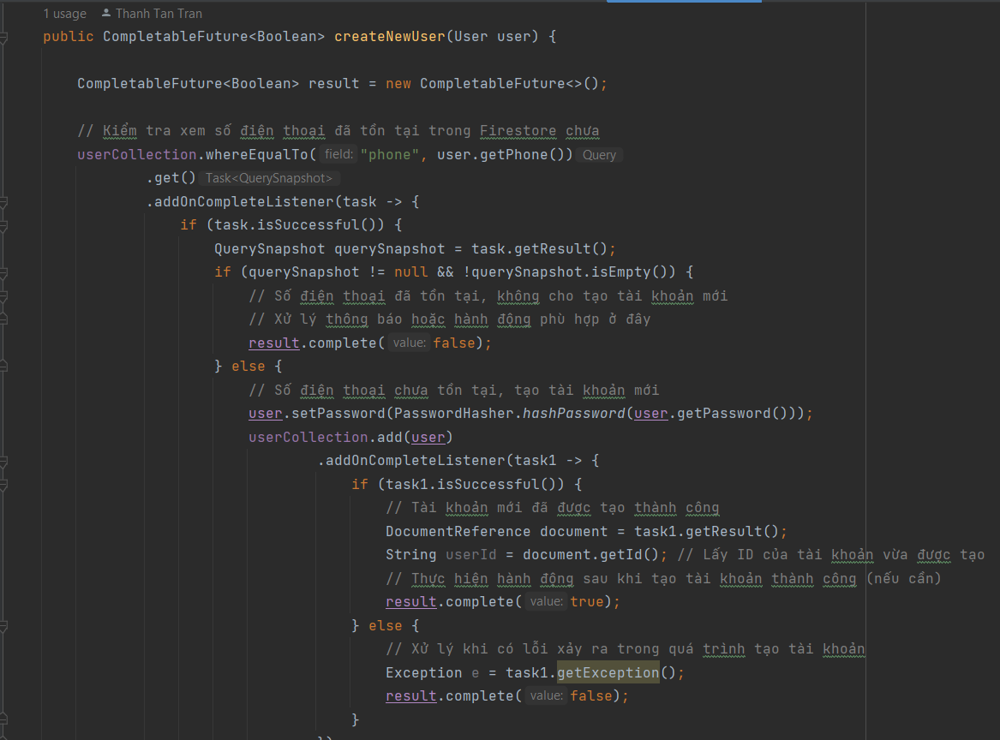 1 usage Thanh Tan Tran
public CompletableFuture<Boolean> createNewUser(User user) {
CompletableFuture<Boolean> result = new CompletableFuture<>();
// Kiểm tra xem số điện thoại đã tồn tại trong Firestore chưa
userCollection.whereEqualTo( field: "phone", user.getPhone()) Query
.get() Task<QuerySnapshot>
.addOnCompleteListener(task -> {
if (task.isSuccessful()) {
QuerySnapshot querySnapshot = task.getResult();
if (querySnapshot != null && !querySnapshot.isEmpty()) {
// Số điện thoại đã tồn tại, không cho tạo tài khoản mới
// Xử lý thông báo hoặc hành động phù hợp ở đây
result.complete( value: false);
} else {
// Số điện thoại chưa tồn tại, tạo tài khoản mới
user.setPassword(PasswordHasher.hashPassword(user.getPassword()));
userCollection.add(user)
.addOnCompleteListener(task1 -> {
if (task1.isSuccessful()) {
// Tài khoản mới đã được tạo thành công
DocumentReference document = task1.getResult();
String userId = document.getId(); // Lấy ID của tài khoản vừa được tạo
// Thực hiện hành động sau khi tạo tài khoản thành công (nếu cần)
result.complete( value: true);
} else {
// Xử lý khi có lỗi xảy ra trong quá trình tạo tài khoản
Exception e = task1.getException();
result.complete( value: false);
}